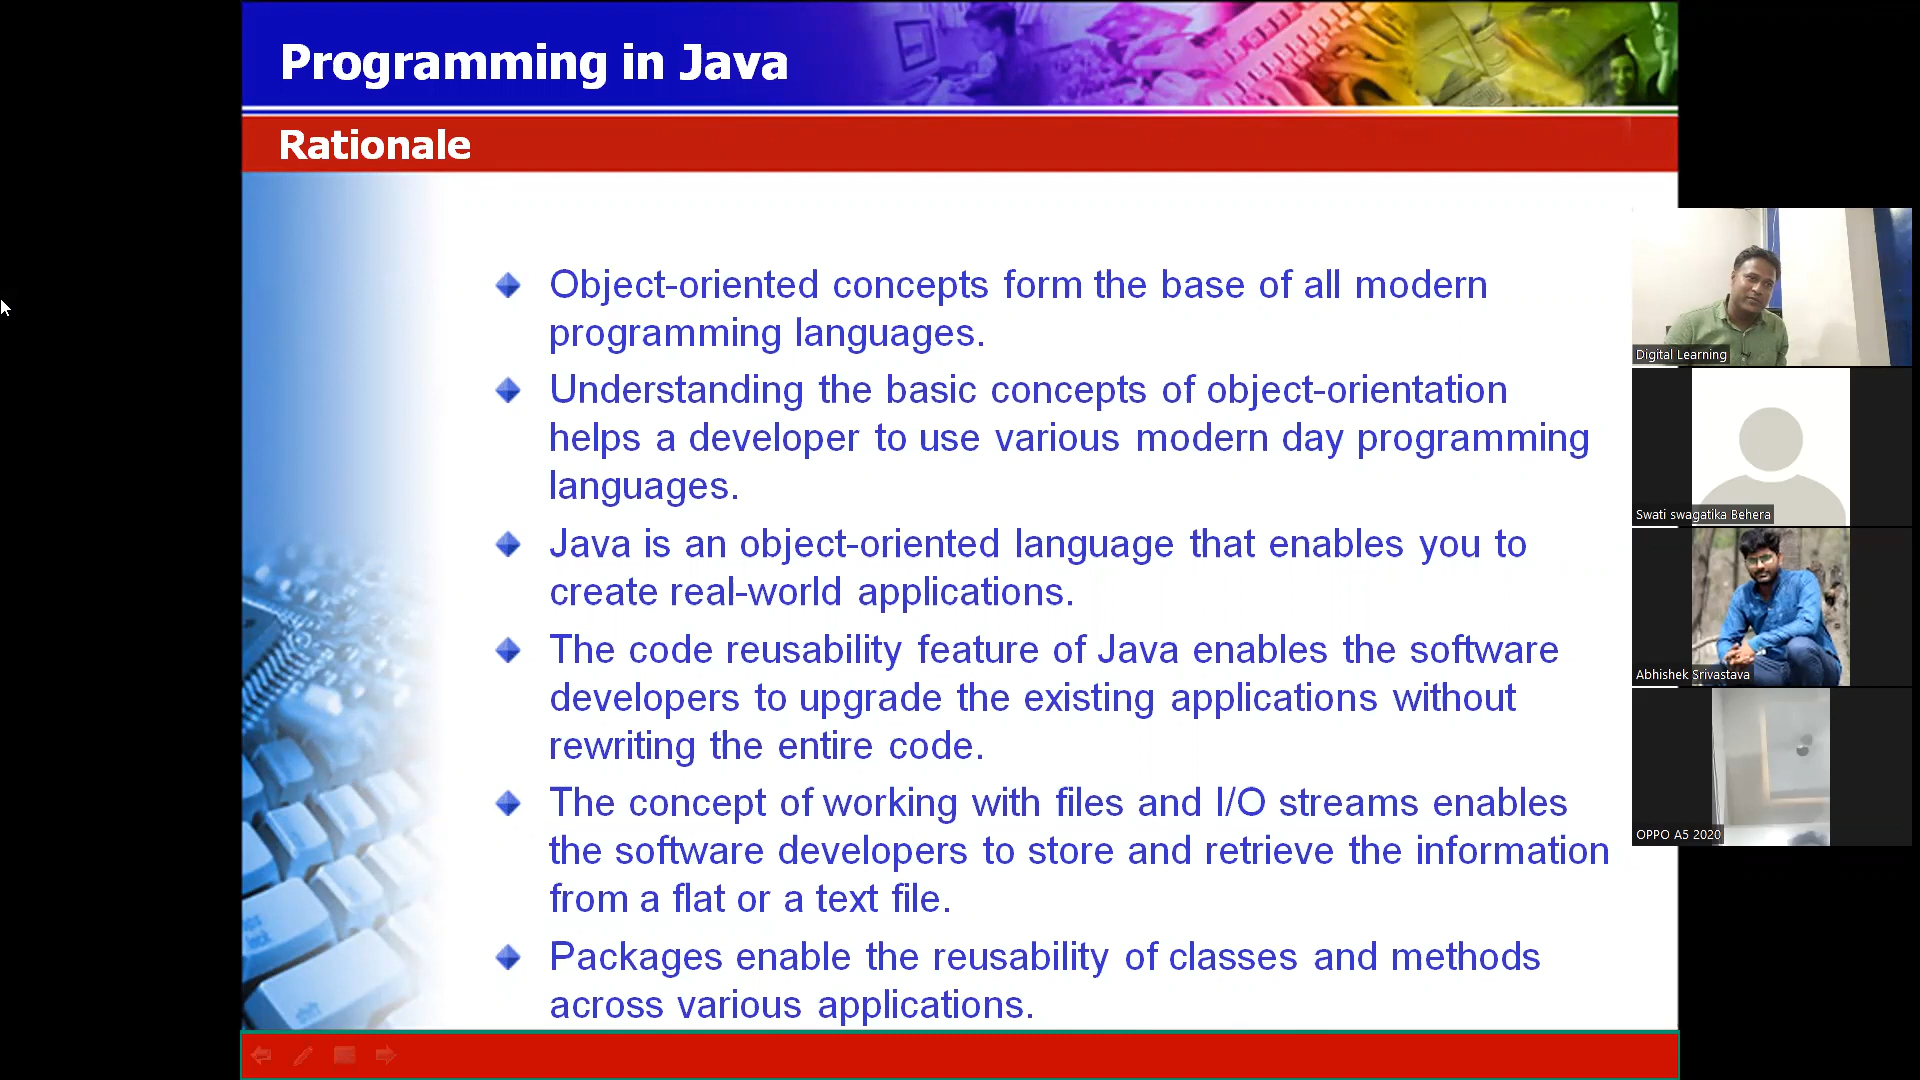 Programming in Java
Rationale
Object-oriented concepts form the base of all modern
programming languages.
Understanding the basic concepts of object-orientation
helps a developer to use various modern day programming
languages.
Java is an object-oriented language that enables you to
create real-world applications.
The code reusability feature of Java enables the software
developers to upgrade the existing applications without
rewriting the entire code.
The concept of working with files and I/O streams enables
the software developers to store and retrieve the information
from a flat or a text file.
Packages enable the reusability of classes and methods
across various applications.
Digital Learning
Swati swagatika Behera
Abhishek Srivastava
OPPO A5 2020
shift